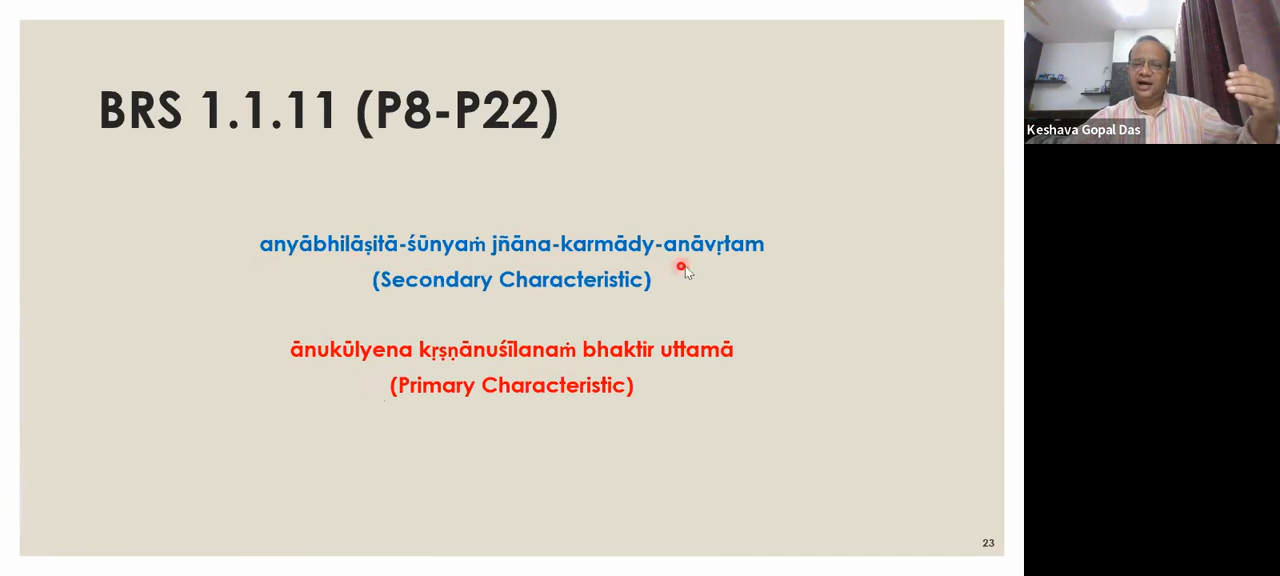 BRS 1.1.11 (P8-P22)
anyābhilāṣitā-śūnyaṁ jñāna-karmādy-anāvṛtam
(Secondary Characteristic)
ānukūlyena kṛṣṇānuśīlanaṁ bhaktir uttamā
(Primary Characteristic)
23
Keshava Gopal Das